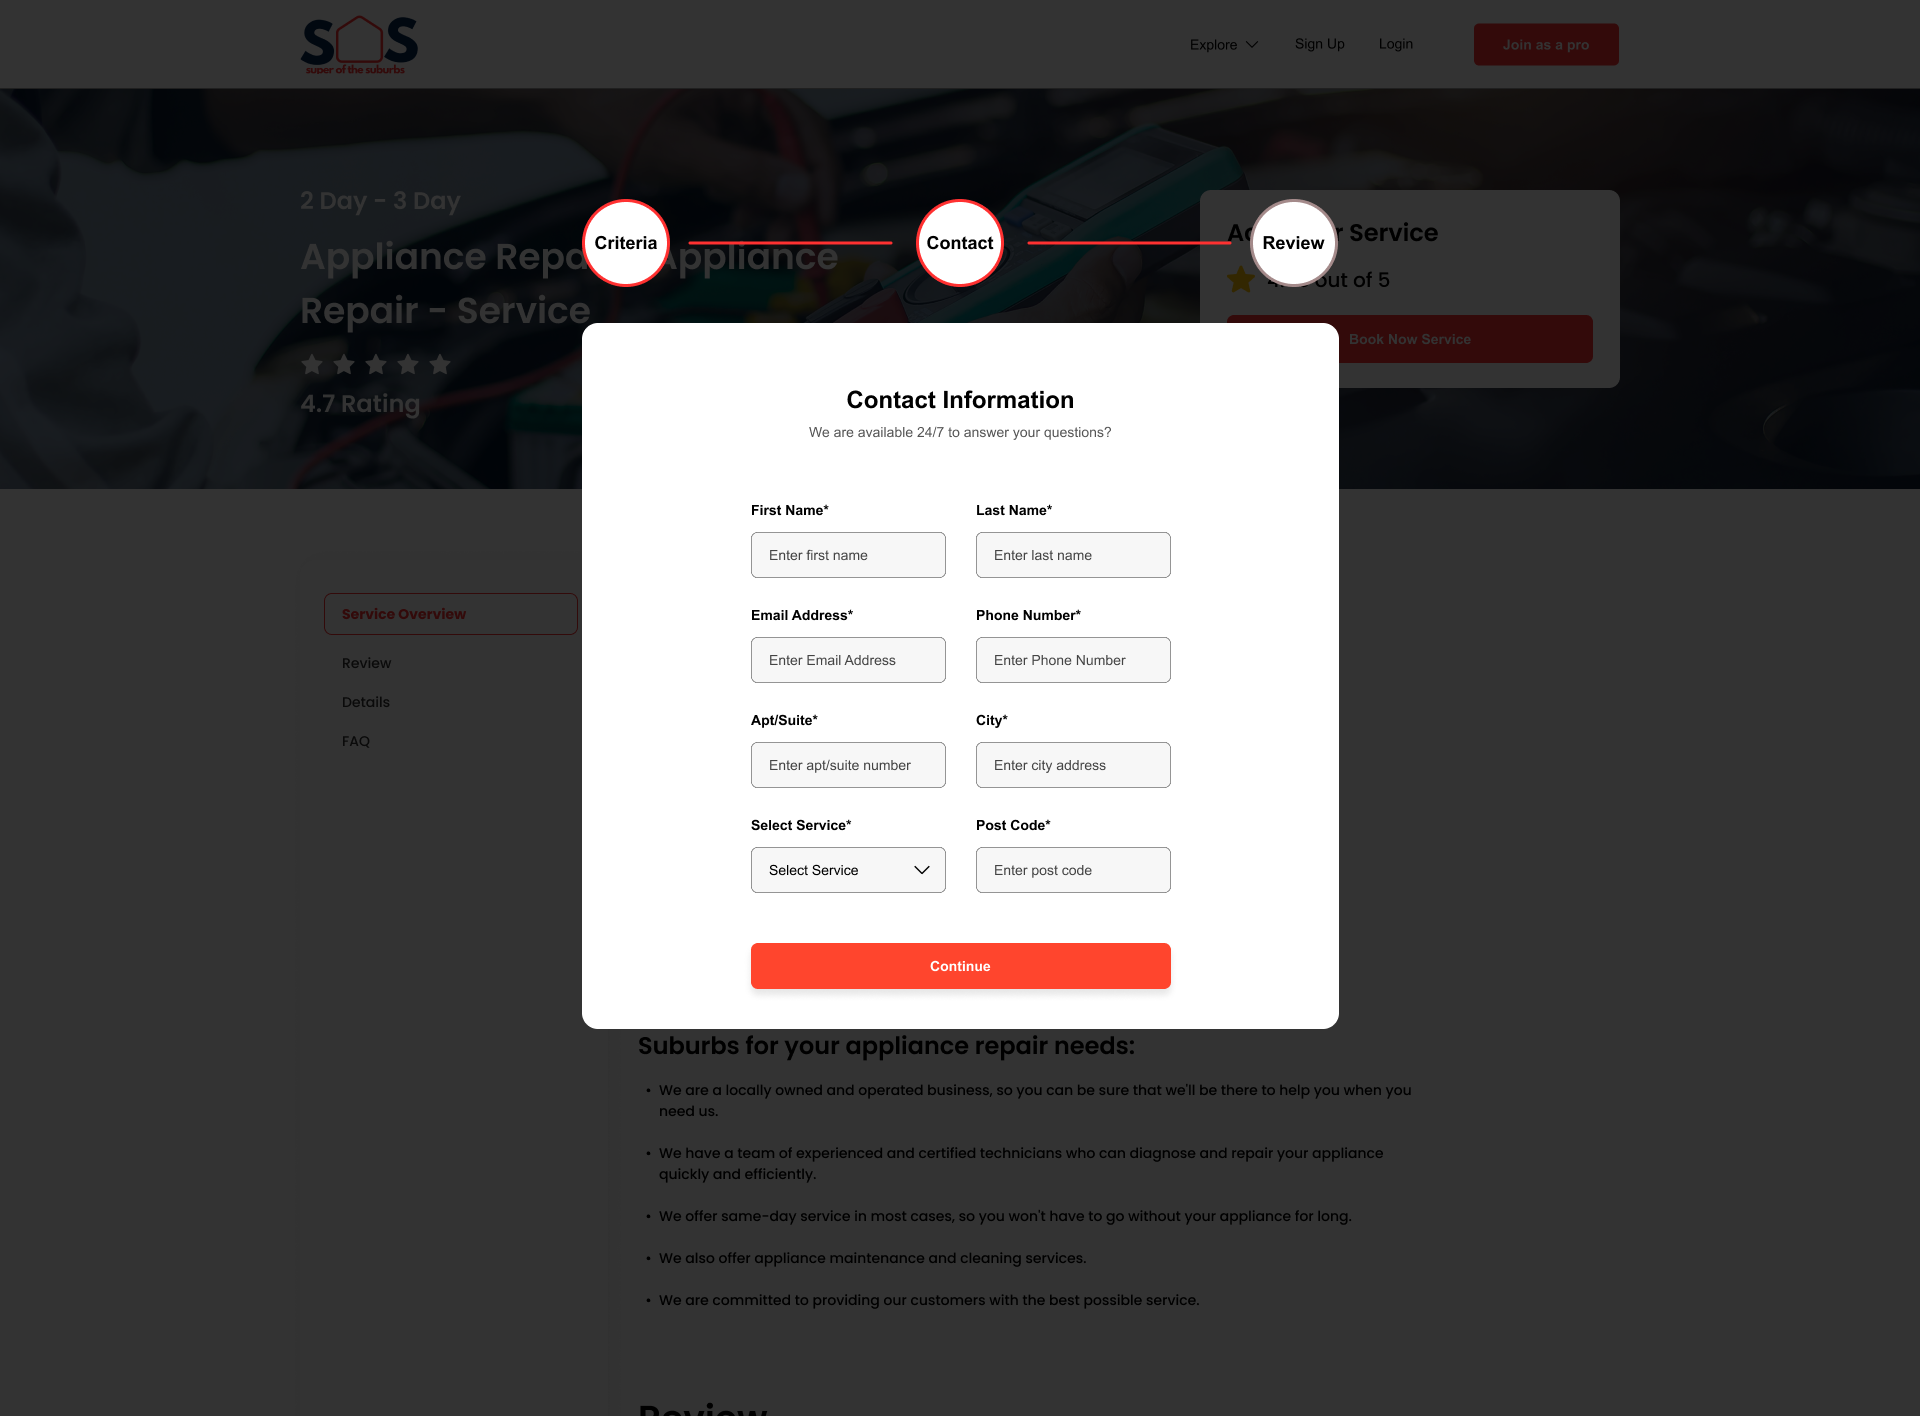 SOS
super of the suburbs
Explore
Sign Up
Login
Join as a pro
2 Day - 3 Day
Appliance Appliance
Repair - Service
4.7 Rating
Service
out of 5
Book Now Service
Criteria
Contact
Review
Contact Information
We are available 24/7 to answer your questions?
First Name*
Last Name*
Enter first name
Enter last name
Email Address*
Phone Number*
Enter Email Address
Enter Phone Number
Apt/Suite*
City*
Enter apt/suite number
Enter city address
Select Service*
Post Code*
Select Service
Enter post code
Continue
Service Overview
Review
Details
FAQ
Suburbs for your appliance repair needs:
• We are a locally owned and operated business, so you can be sure that we'll be there to help you when you
need us.
• We have a team of experienced and certified technicians who can diagnose and repair your appliance
quickly and efficiently.
• We offer same-day service in most cases, so you won't have to go without your appliance for long.
• We also offer appliance maintenance and cleaning services.
• We are committed to providing our customers with the best possible service.
Review